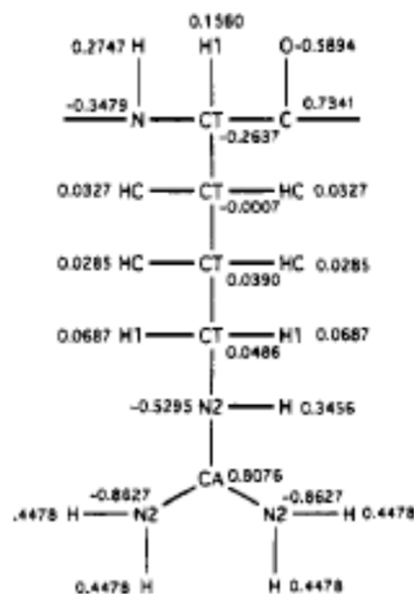 0.1560
0.2747 H H1 O -0.5894
-0.3479 N CT C 0.7341
-0.2637
0.0327 HC CT HC 0.0327
-0.0007
0.0285 HC CT HC 0.0285
0.0390
0.0687 H1 CT H1 0.0687
0.0486
-0.5295 N2 H 0.3456
CA 0.8076
-0.8627 -0.8627
.4478 H N2 N2 H 0.4478
0.4478 H H 0.4478